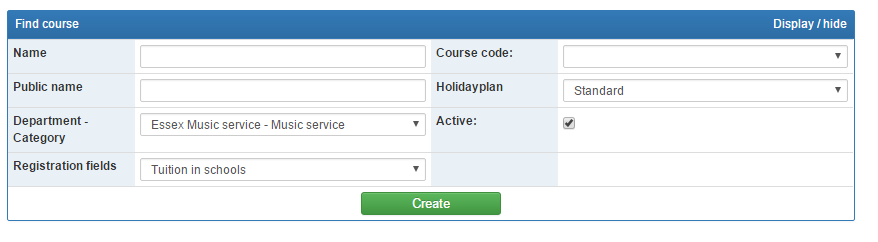 Find course Display / hide
Name Course code:
Public name Holidayplan Standard
Department - Category Essex Music service - Music service Active:
Registration fields Tuition in schools
Create